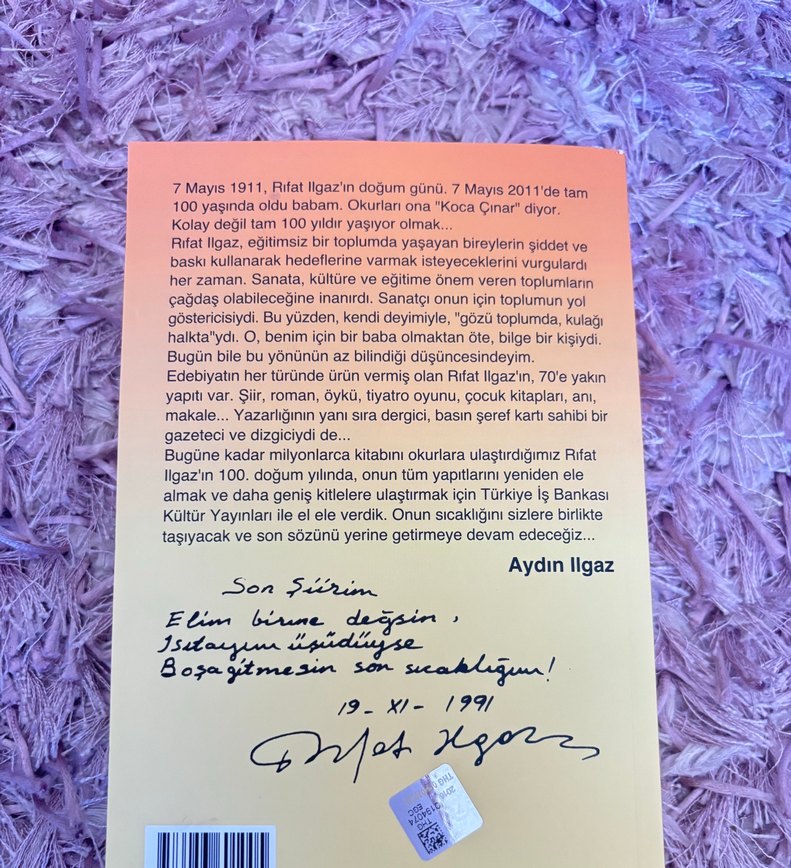 7 Mayıs 1911, Rıfat Ilgaz'ın doğum günü. 7 Mayıs 2011'de tam
100 yaşında oldu babam. Okurları ona "Koca Çınar" diyor.
Kolay değil tam 100 yıldır yaşıyor olmak...
Rıfat Ilgaz, eğitimsiz bir toplumda yaşayan bireylerin şiddet ve
baskı kullanarak hedeflerine varmak isteyeceklerini vurgulardı
her zaman. Sanata, kültüre ve eğitime önem veren toplumların
çağdaş olabileceğine inanırdı. Sanatçı onun için toplumun yol
göstericisiydi. Bu yüzden, kendi deyimiyle, "gözü toplumda, kulağı
halkta"ydı. O, benim için bir baba olmaktan öte, bilge bir kişiydi.
Bugün bile bu yönünün az bilindiği düşüncesindeyim.
Edebiyatın her türünde ürün vermiş olan Rıfat Ilgaz'ın, 70'e yakın
yapıtı var. Şiir, roman, öykü, tiyatro oyunu, çocuk kitapları, anı,
makale... Yazarlığının yanı sıra dergici, basın şeref kartı sahibi bir
gazeteci ve dizgiciydi de...
Bugüne kadar milyonlarca kitabını okurlara ulaştırdığımız Rıfat
Ilgaz'ın 100. doğum yılında, onun tüm yapıtlarını yeniden ele
almak ve daha geniş kitlelere ulaştırmak için Türkiye İş Bankası
Kültür Yayınları ile el ele verdik. Onun sıcaklığını sizlere birlikte
taşıyacak ve son sözünü yerine getirmeye devam edeceğiz...
Aydın Ilgaz
Son Şiirim
Elim birine değsin,
Isıtayım üşüdüyse
Boşa gitmesin son sıcaklığım!
19 - XI - 1991
Rıfat Ilgaz
THG
EGC